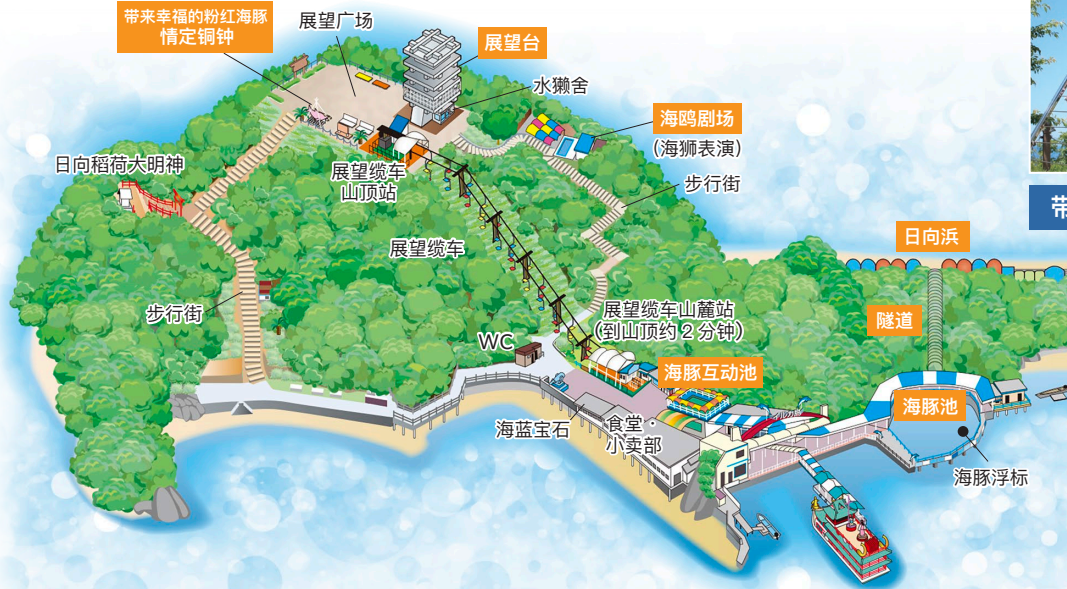 带来幸福的粉红海豚
情定铜钟
展望广场
展望台
水獭舍
海鸥剧场
(海狮表演)
日向稻荷大明神
展望缆车
山顶站
步行街
带
展望缆车
日向浜
步行街
展望缆车山麓站
(到山顶约2分钟)
隧道
WC
海豚互动池
海豚池
海蓝宝石
食堂·
小卖部
海豚浮标